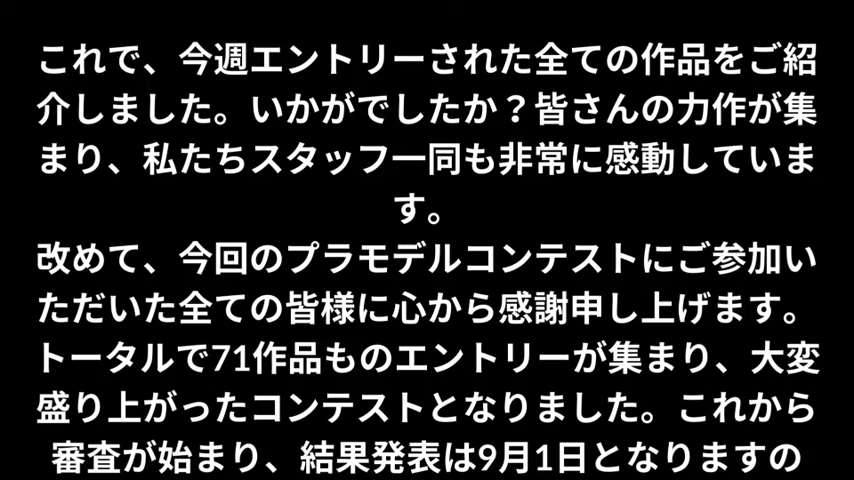 これで、今週エントリーされた全ての作品をご紹
介しました。いかがでしたか？皆さんの力作が集
まり、私たちスタッフ一同も非常に感動していま
す。
改めて、今回のプラモデルコンテストにご参加い
ただいた全ての皆様に心から感謝申し上げます。
トータルで71作品ものエントリーが集まり、大変
盛り上がったコンテストとなりました。これから
審査が始まり、結果発表は9月1日となりますの